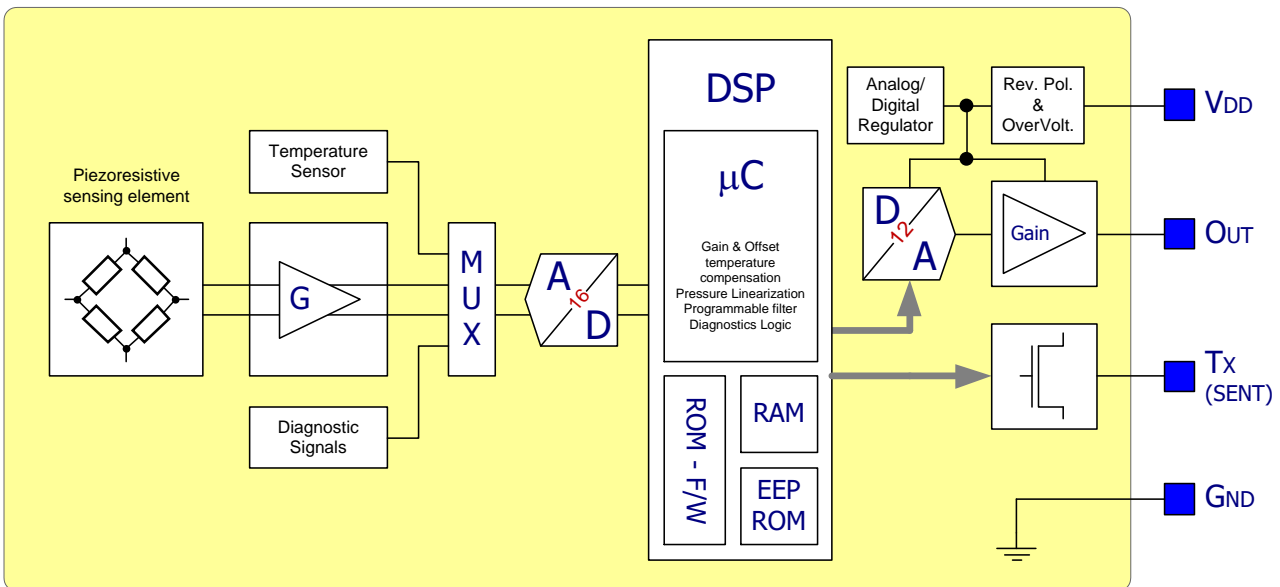 Piezoresistive
sensing element
Temperature
Sensor
G
Diagnostic
Signals
M
U
X
A
16
D
DSP
μC
Gain & Offset
temperature
compensation
Pressure Linearization
Programmable filter
Diagnostics Logic
ROM - F/W
RAM
EEP
ROM
Analog/
Digital
Regulator
Rev. Pol.
&
OverVolt.
D
12
A
Gain
VDD
OUT
TX
(SENT)
GND